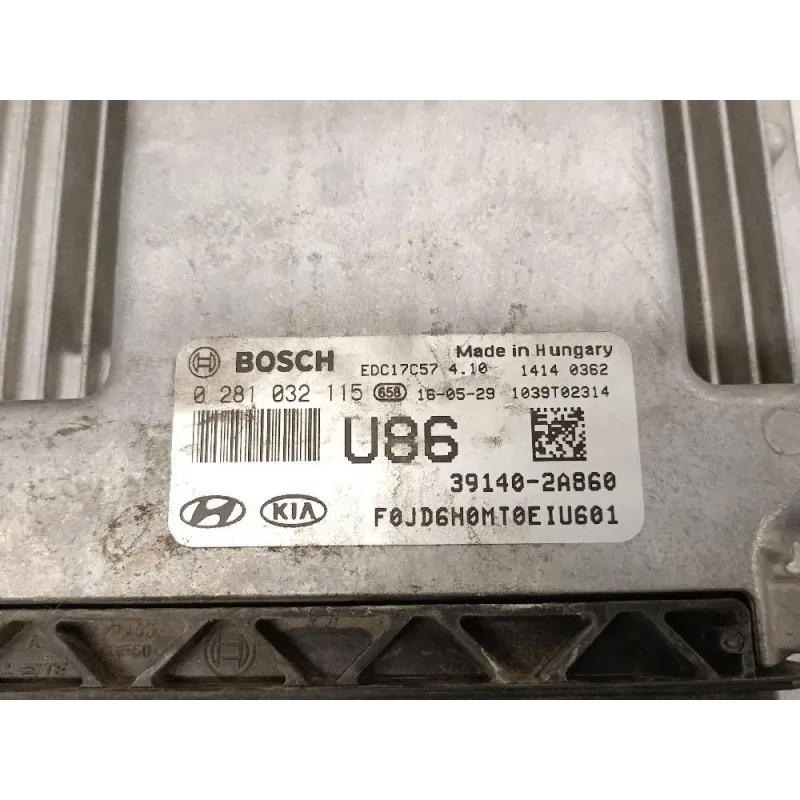 BOSCH EDC17C57 4.10 Made in Hungary 1414 0362
0 281 032 115 658 16-05-29 1039T02314
U86
39140-2A860
KIA F0JD6H0MT0EIU601